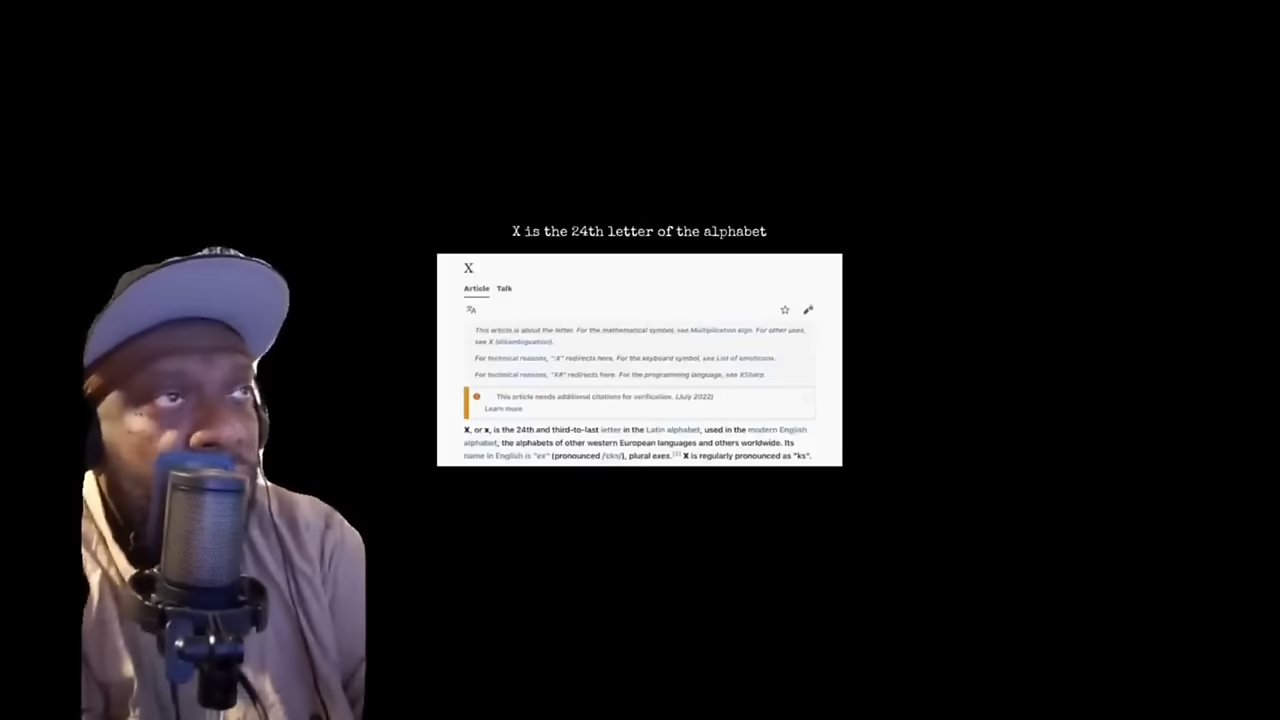 X is the 24th letter of the alphabet
X
Article Talk
This article is about the letter. For the mathematical symbol, see Multiplication sign. For other uses,
see X (disambiguation).
For technical reasons, ":X" redirects here. For the keyboard symbol, see List of emoticons.
For technical reasons, "X#" redirects here. For the programming language, see XSharp.
This article needs additional citations for verification. (July 2022)
Learn more
X, or x, is the 24th and third-to-last letter in the Latin alphabet, used in the modern English
alphabet, the alphabets of other western European languages and others worldwide. Its
name in English is "ex" (pronounced /ˈɛks/), plural exes. X is regularly pronounced as "ks".